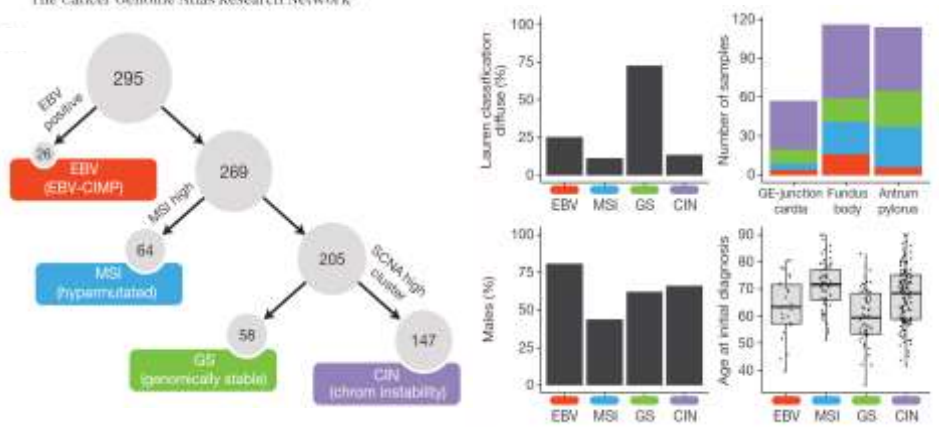 The Cancer Genome Atlas Research Network
295
EBV
positive
26
EBV
(EBV-CIMP)
269
MSI high
64
MSI
(hypermutated)
205
SCNA high
cluster
58
GS
(genomically stable)
147
CIN
(chrom instability)
Lauren classification
diffuse (%)
100
75
50
25
0
EBV MSI GS CIN
Number of samples
120
90
60
30
0
GE-junction Fundus Antrum
cardia body pylorus
Males (%)
100
75
50
25
0
EBV MSI GS CIN
Age at initial diagnosis
90
80
70
60
50
40
EBV MSI GS CIN